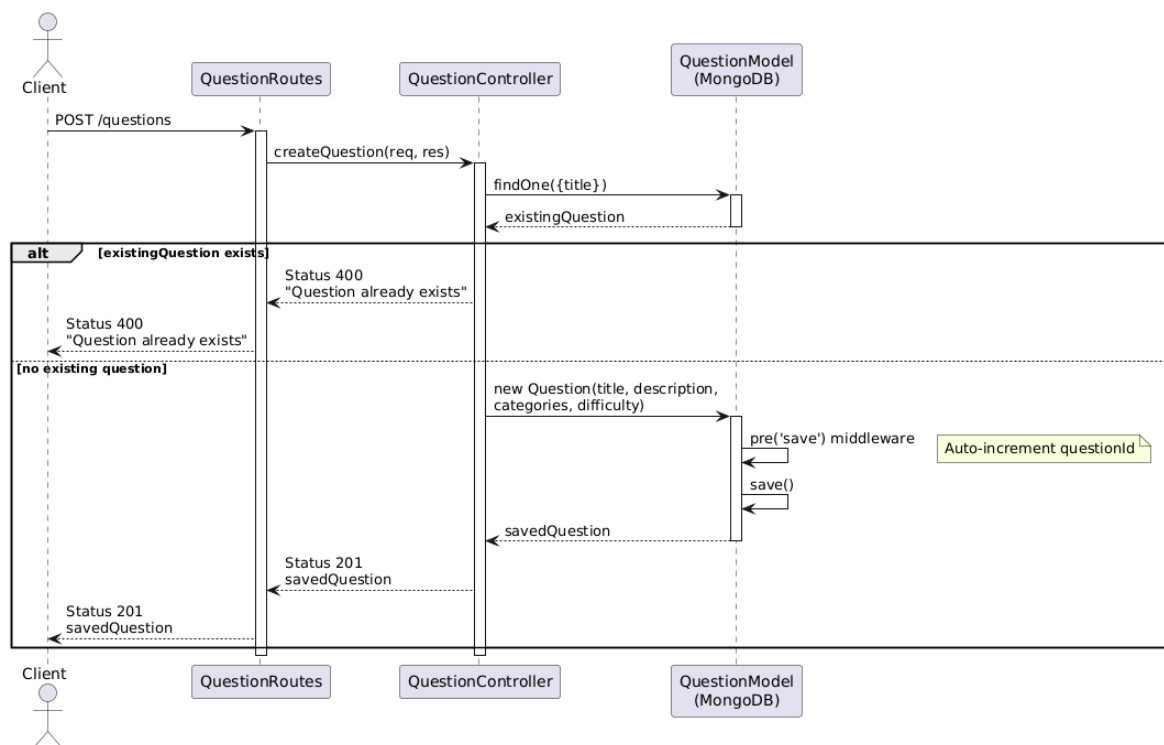 Client
QuestionRoutes
QuestionController
QuestionModel
(MongoDB)
POST /questions
createQuestion(req, res)
findOne({title})
existingQuestion
alt
[existingQuestion exists]
Status 400
"Question already exists"
Status 400
"Question already exists"
[no existing question]
new Question(title, description,
categories, difficulty)
pre('save') middleware
Auto-increment questionId
save()
savedQuestion
Status 201
savedQuestion
Status 201
savedQuestion
Client
QuestionRoutes
QuestionController
QuestionModel
(MongoDB)